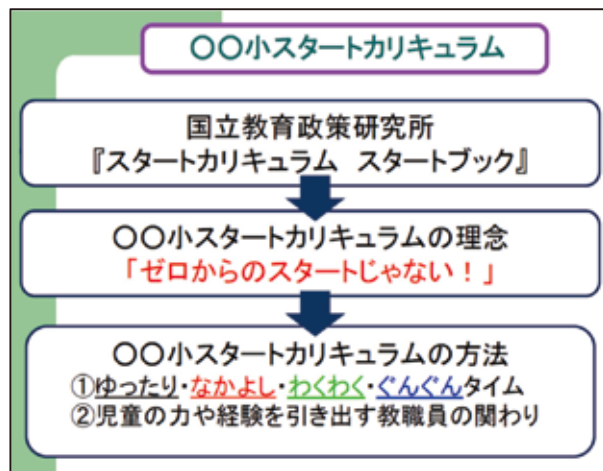 〇〇小スタートカリキュラム
国立教育政策研究所
『スタートカリキュラム　スタートブック』
〇〇小スタートカリキュラムの理念
「ゼロからのスタートじゃない！」
〇〇小スタートカリキュラムの方法
①ゆったり・なかよし・わくわく・ぐんぐんタイム
②児童の力や経験を引き出す教職員の関わり